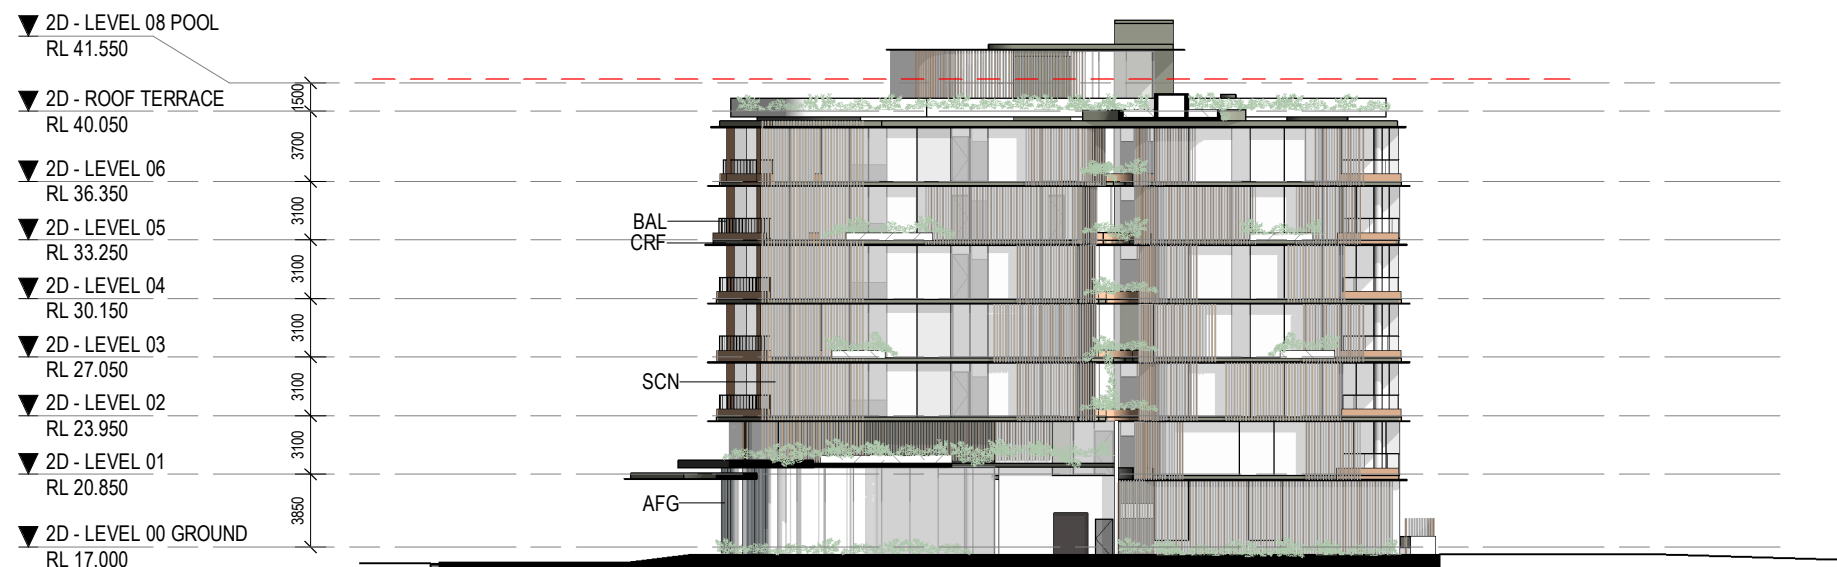 2D - LEVEL 08 POOL
RL 41.550
1500
2D - ROOF TERRACE
RL 40.050
3700
2D - LEVEL 06
RL 36.350
3100
BAL
2D - LEVEL 05
CRF
RL 33.250
3100
2D - LEVEL 04
RL 30.150
3100
2D - LEVEL 03
RL 27.050
SCN
3100
2D - LEVEL 02
RL 23.950
3100
2D - LEVEL 01
RL 20.850
AFG
3850
2D - LEVEL 00 GROUND
RL 17.000